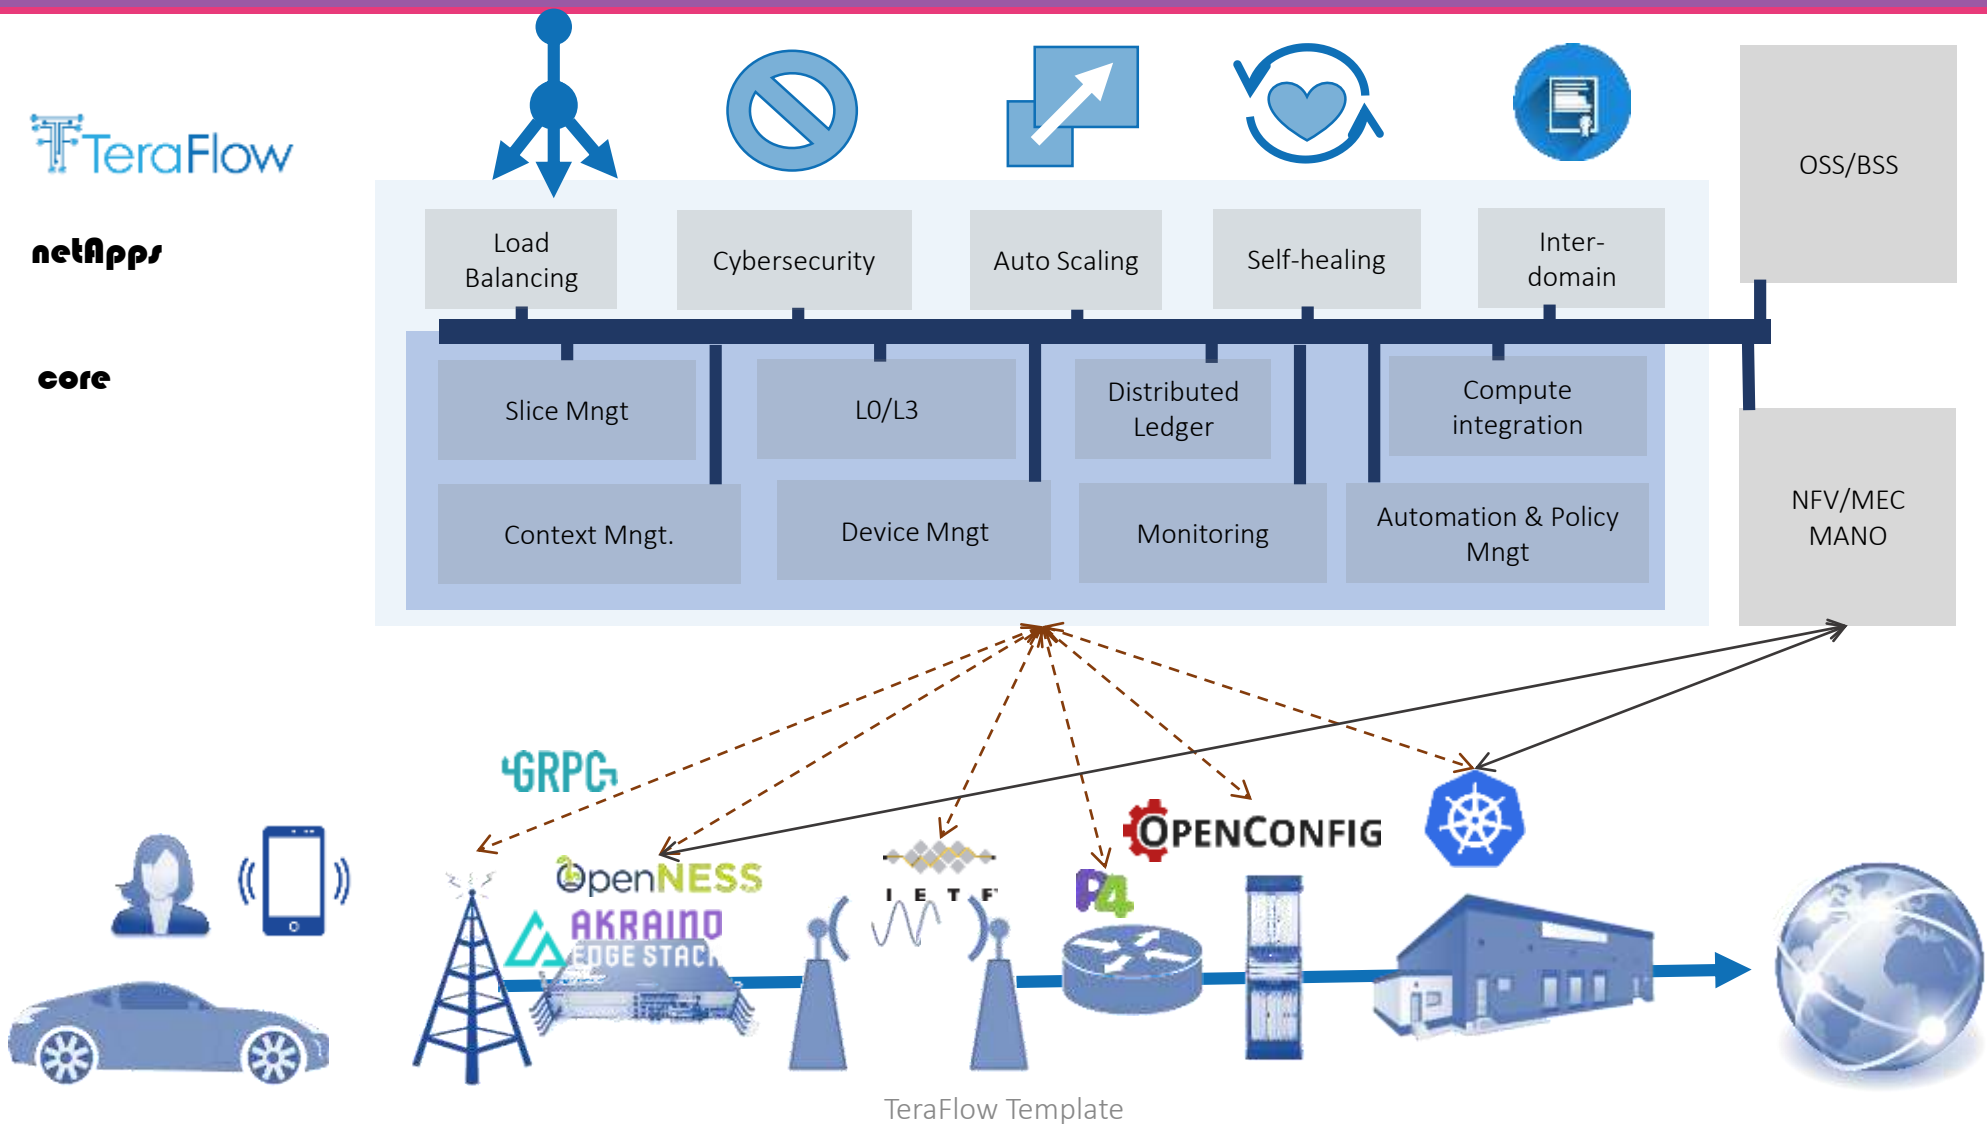 TeraFlow
netApps
core
Load
Balancing
Cybersecurity
Auto Scaling
Self-healing
Inter-
domain
OSS/BSS
Slice Mngt
L0/L3
Distributed
Ledger
Compute
integration
Context Mngt.
Device Mngt
Monitoring
Automation & Policy
Mngt
NFV/MEC
MANO
GRPC
OpenNESS
AKRAINO
EDGE STACK
IETF
P4
OPENCONFIG
TeraFlow Template